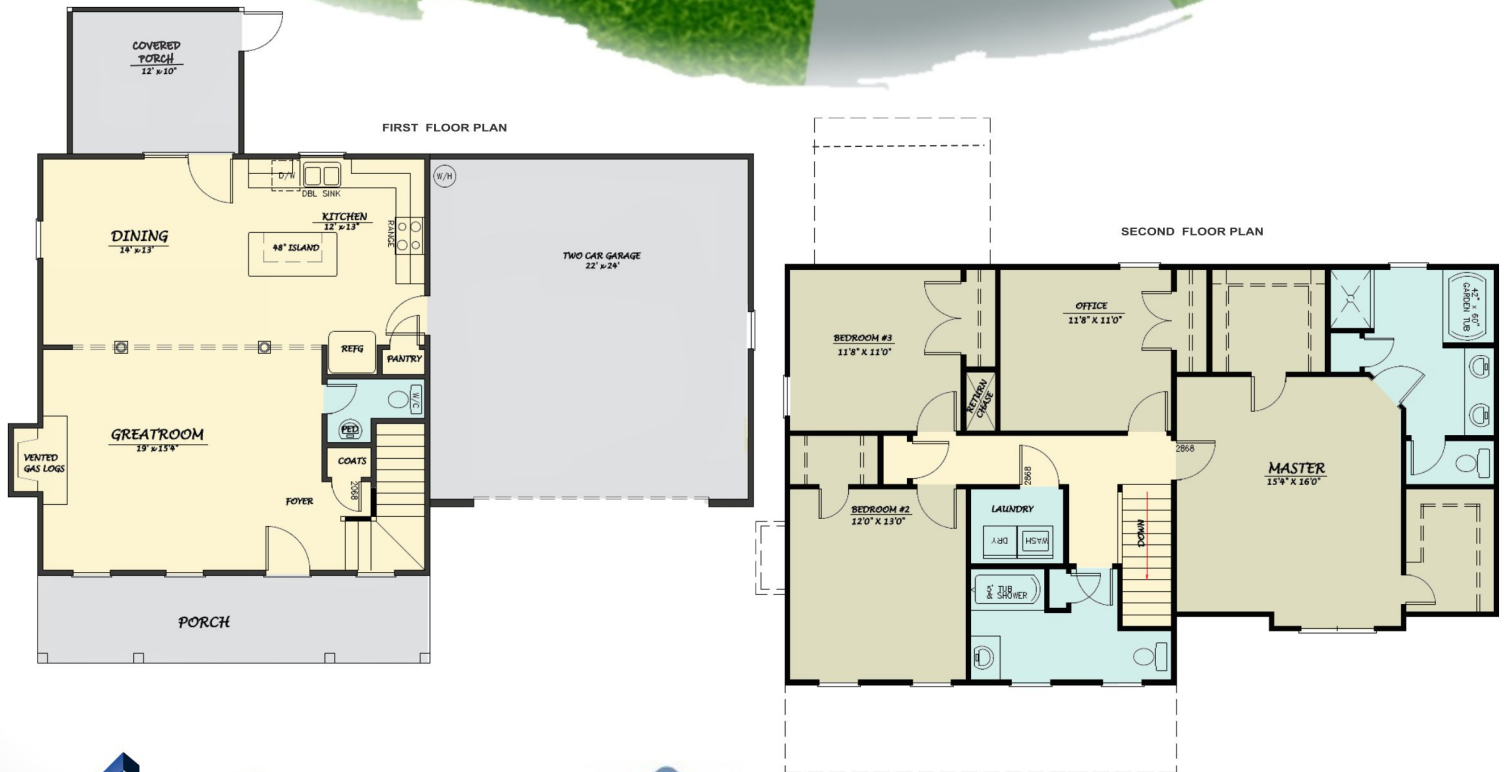 COVERED
PORCH
12' x 10"
FIRST FLOOR PLAN
D/W
DBL SINK
W/H
KITCHEN
12' x 13"
RANGE
DINING
14' x 13'
48" ISLAND
TWO CAR GARAGE
22' x 24'
REFG
PANTRY
W/C
PED
GREATROOM
19' x 15'4"
VENTED
GAS LOGS
COATS
2068
FOYER
PORCH
SECOND FLOOR PLAN
BEDROOM #3
11'8" X 11'0"
RETURN
CHASE
OFFICE
11'8" X 11'0"
42" x 60"
GARDEN TUB
2868
2868
MASTER
15'4" X 16'0"
BEDROOM #2
12'0" X 13'0"
LAUNDRY
DRY
WASH
DOWN
TUB
SHOWER